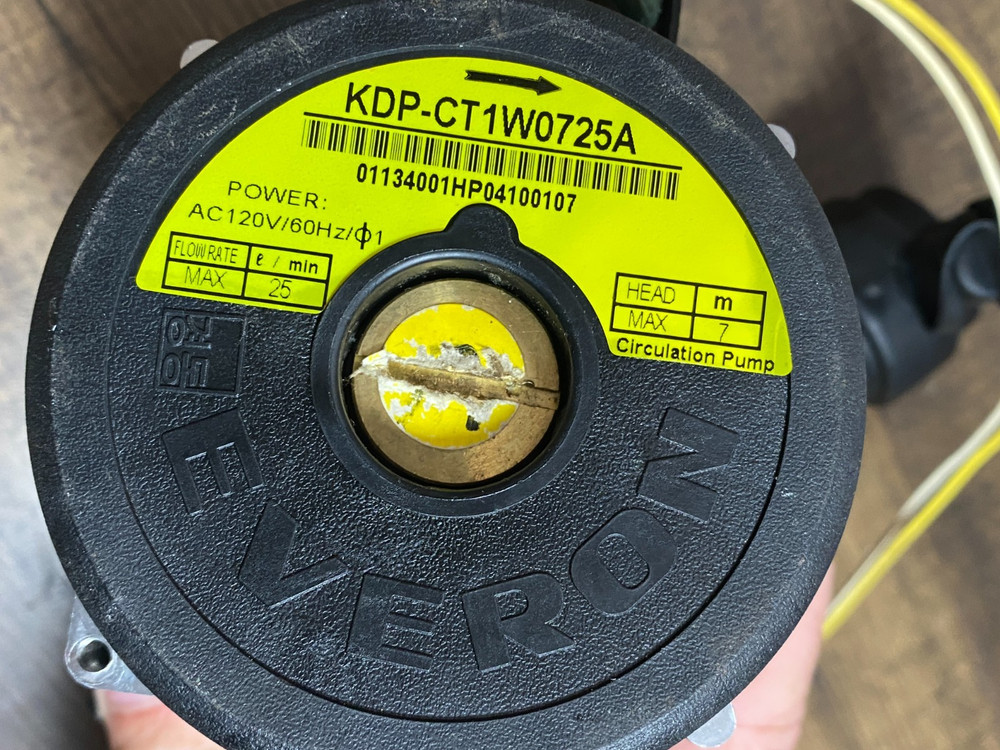 KDP-CT1W0725A
01134001HP04100107
POWER:
AC120V/60Hz/ϕ1
FLOW RATE ℓ / min
MAX 25
HEAD m
MAX 7
Circulation Pump
EVERON